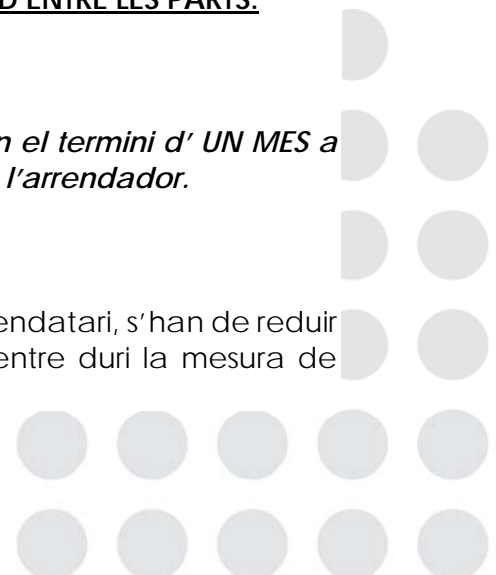 D ENTRE LES PARTS:
n el termini d' UN MES a
l'arrendador.
endatari, s'han de reduir
entre duri la mesura de